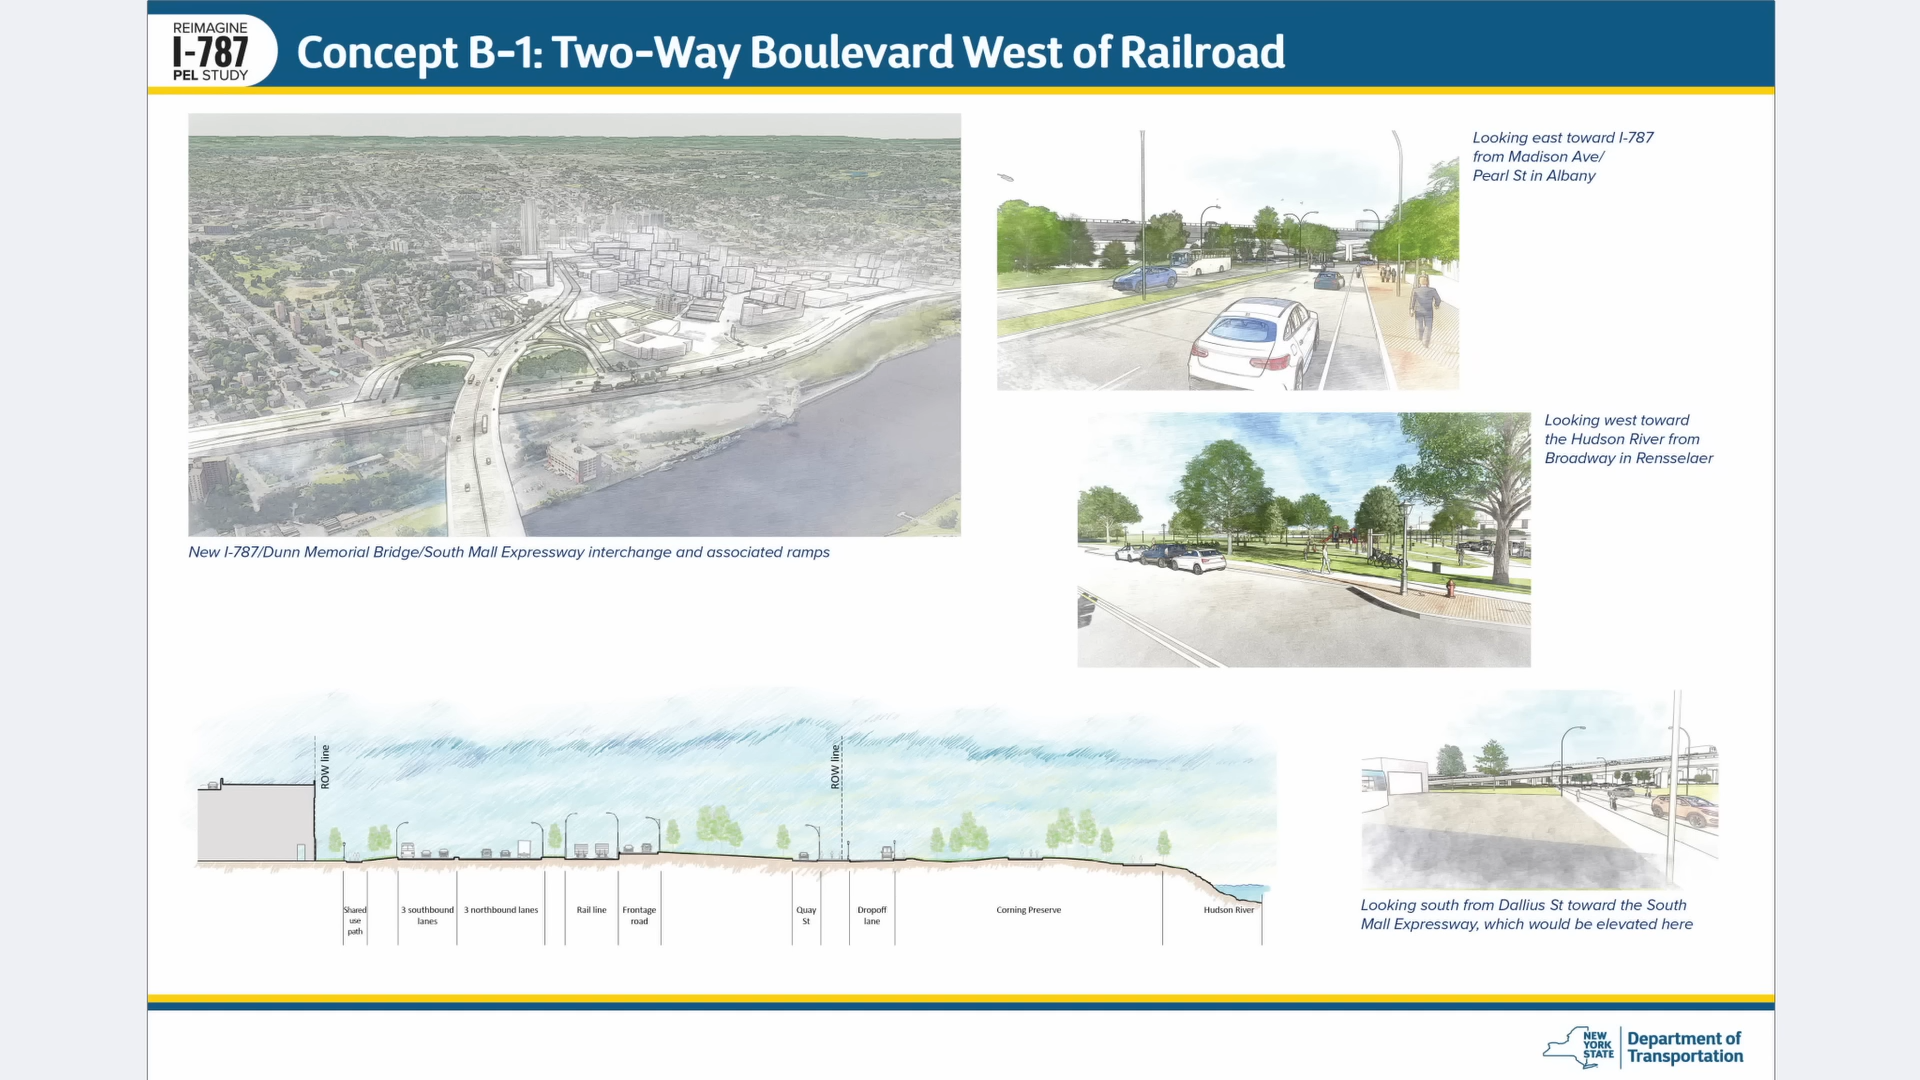 REIMAGINE
I-787
PEL STUDY
Concept B-1: Two-Way Boulevard West of Railroad
Looking east toward I-787
from Madison Ave/
Pearl St in Albany
Looking west toward
the Hudson River from
Broadway in Rensselaer
New I-787/Dunn Memorial Bridge/South Mall Expressway interchange and associated ramps
ROW line
ROW line
Shared
use
path
3 southbound
lanes
3 northbound lanes
Rail line
Frontage
road
Quay
St
Dropoff
lane
Corning Preserve
Hudson River
Looking south from Dallius St toward the South
Mall Expressway, which would be elevated here
NEW
YORK
STATE
Department of
Transportation